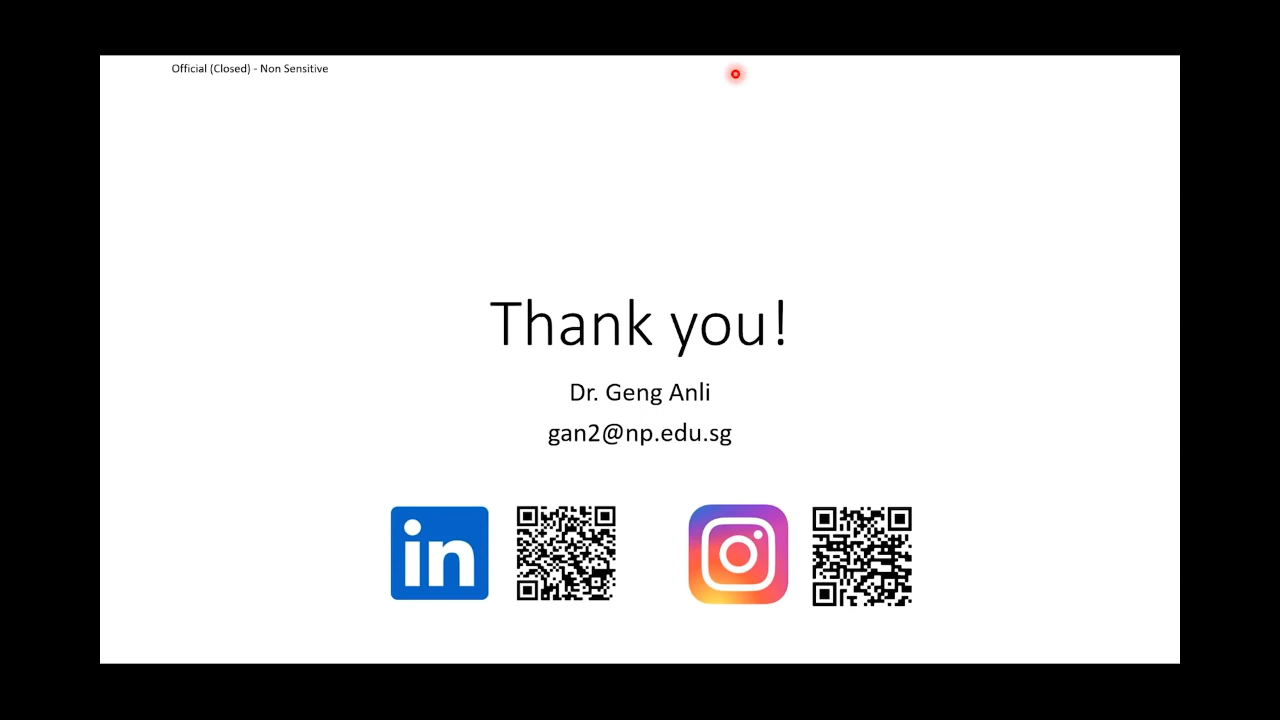 Official (Closed) - Non Sensitive
Thank you!
Dr. Geng Anli
gan2@np.edu.sg
in